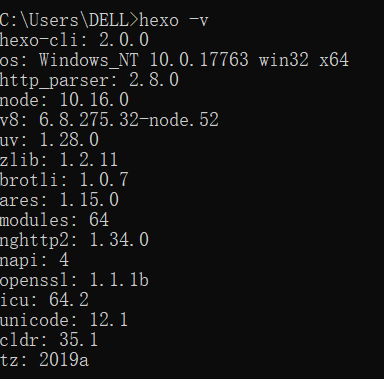 C:\Users\DELL>hexo -v
hexo-cli: 2.0.0
os: Windows_NT 10.0.17763 win32 x64
http_parser: 2.8.0
node: 10.16.0
v8: 6.8.275.32-node.52
uv: 1.28.0
zlib: 1.2.11
brotli: 1.0.7
ares: 1.15.0
modules: 64
nghttp2: 1.34.0
napi: 4
openssl: 1.1.1b
icu: 64.2
unicode: 12.1
cldr: 35.1
tz: 2019a